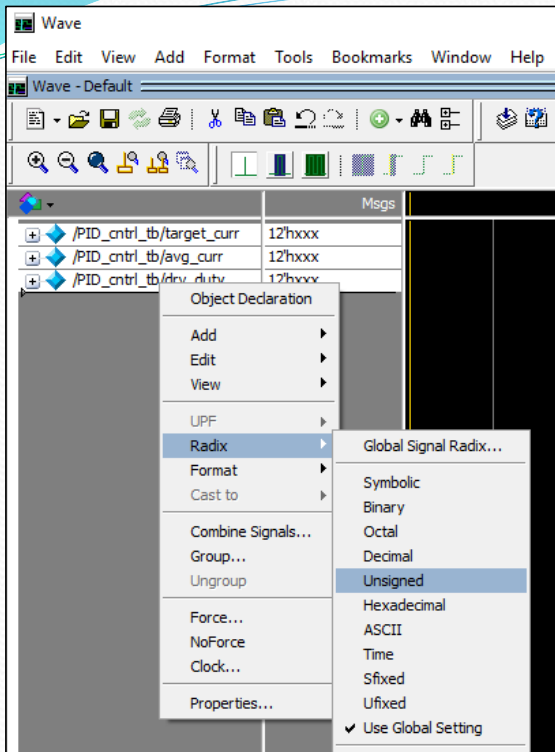 Wave
File Edit View Add Format Tools Bookmarks Window Help
Wave - Default
Msgs
/PID_cntrl_tb/target_curr 12'hxxx
/PID_cntrl_tb/avg_curr 12'hxxx
/PID_cntrl_tb/drv_duty 12'hxxx
Object Declaration
Add
Edit
View
UPF
Radix
Format
Cast to
Combine Signals...
Group...
Ungroup
Force...
NoForce
Clock...
Properties...
Global Signal Radix...
Symbolic
Binary
Octal
Decimal
Unsigned
Hexadecimal
ASCII
Time
Sfixed
Ufixed
Use Global Setting